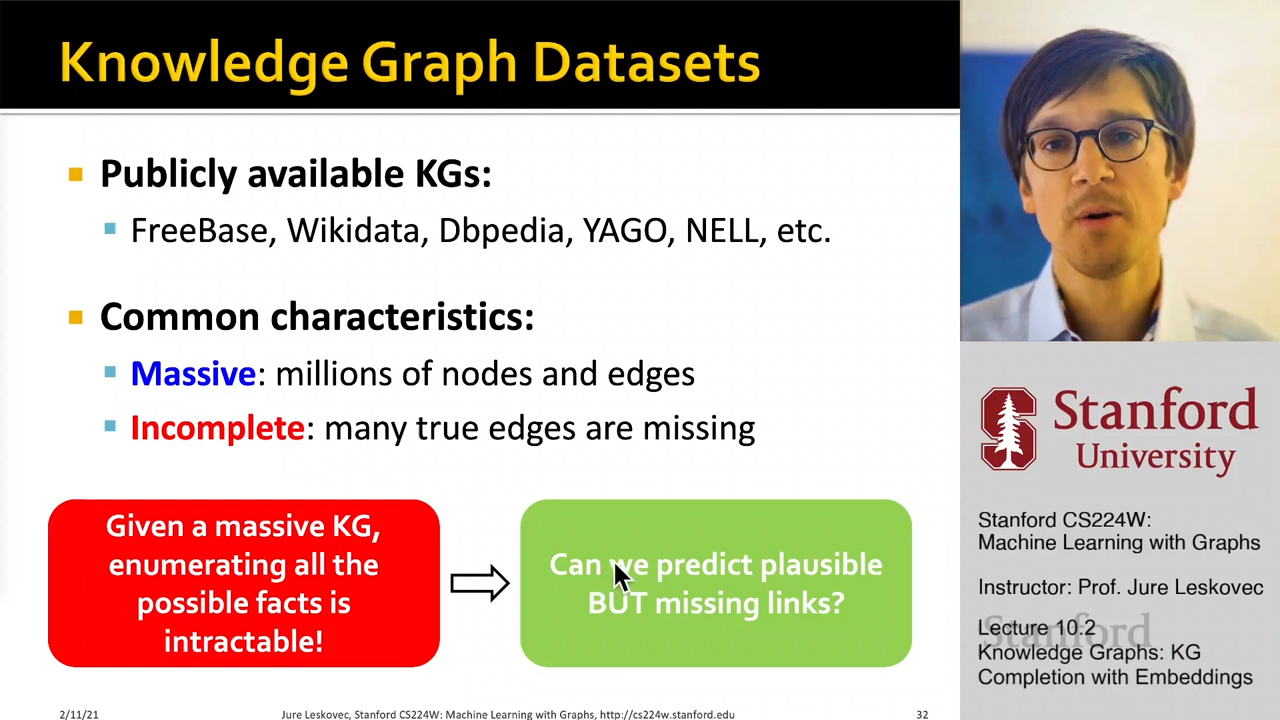 Knowledge Graph Datasets
Publicly available KGs:
FreeBase, Wikidata, Dbpedia, YAGO, NELL, etc.
Common characteristics:
Massive: millions of nodes and edges
Incomplete: many true edges are missing
Given a massive KG,
enumerating all the
possible facts is
intractable!
Can we predict plausible
BUT missing links?
2/11/21
Jure Leskovec, Stanford CS224W: Machine Learning with Graphs, http://cs224w.stanford.edu
32
Stanford
University
Stanford CS224W:
Machine Learning with Graphs
Instructor: Prof. Jure Leskovec
Stanford
Lecture 10.2
Knowledge Graphs: KG
Completion with Embeddings